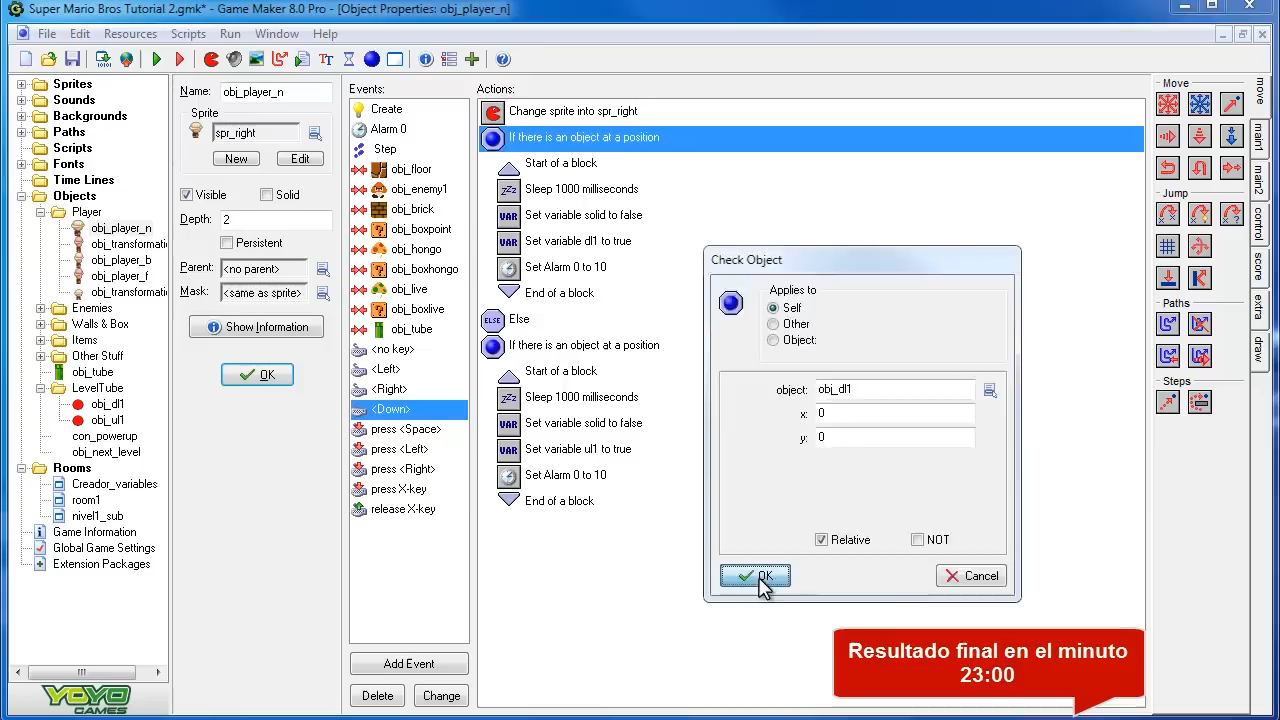 Super Mario Bros Tutorial 2.gmk* - Game Maker 8.0 Pro - [Object Properties: obj_player_n]
File Edit Resources Scripts Run Window Help
Sprites
Sounds
Backgrounds
Paths
Scripts
Fonts
Time Lines
Objects
Player
obj_player_n
obj_transformatio
obj_player_b
obj_player_f
obj_transformatio
Enemies
Walls & Box
Items
Other Stuff
obj_tube
LevelTube
obj_dl1
obj_ul1
con_powerup
obj_next_level
Rooms
Creador_variables
room1
nivel1_sub
Game Information
Global Game Settings
Extension Packages
YOYO
GAMES
Name: obj_player_n
Sprite
spr_right
New Edit
Visible Solid
Depth: 2
Persistent
Parent: <no parent>
Mask: <same as sprite>
Show Information
OK
Events:
Create
Alarm 0
Step
obj_floor
obj_enemy1
obj_brick
obj_boxpoint
obj_hongo
obj_boxhongo
obj_live
obj_boxlive
obj_tube
<no key>
<Left>
<Right>
<Down>
press <Space>
press <Left>
press <Right>
press X-key
release X-key
Add Event
Delete Change
Actions:
Change sprite into spr_right
If there is an object at a position
Start of a block
Sleep 1000 milliseconds
VAR Set variable solid to false
VAR Set variable dl1 to true
Set Alarm 0 to 10
End of a block
ELSE Else
If there is an object at a position
Start of a block
Sleep 1000 milliseconds
VAR Set variable solid to false
VAR Set variable ul1 to true
Set Alarm 0 to 10
End of a block
Check Object
Applies to
Self
Other
Object:
object: obj_dl1
x: 0
y: 0
Relative NOT
OK Cancel
Move
Jump
Paths
Steps
move
main1
main2
control
score
extra
draw
Resultado final en el minuto
23:00